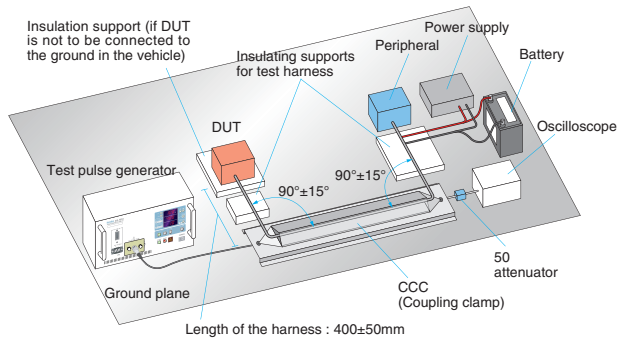 Insulation support (if DUT
is not to be connected to
the ground in the vehicle)
Insulating supports
for test harness
Power supply
Peripheral
Battery
Oscilloscope
DUT
Test pulse generator
90°±15°
90°±15°
50
attenuator
CCC
(Coupling clamp)
Ground plane
Length of the harness : 400±50mm